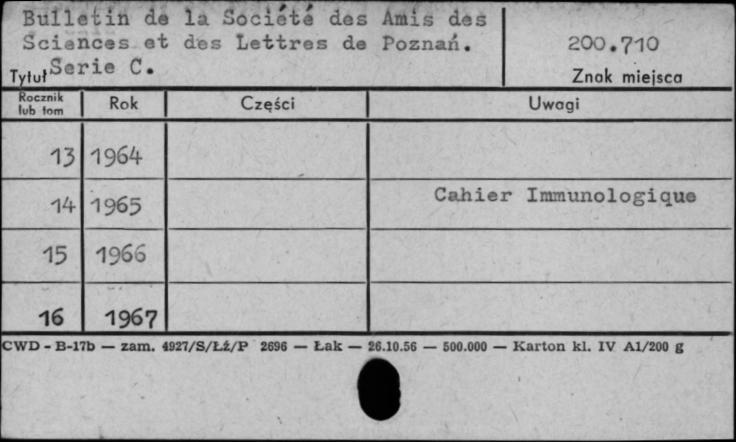 Bulletin de la Société des Amis des
Sciences et des Lettres de Poznań.
200.710
Tytuł Serie C.
Znak miejsca
Rocznik lub tom Rok Części Uwagi
13 1964
14 1965 Cahier Immunologique
15 1966
16 1967
CWD - B-17b — zam. 4927/S/Łź/P 2696 — Łak — 26.10.56 — 500.000 — Karton kl. IV A1/200 g